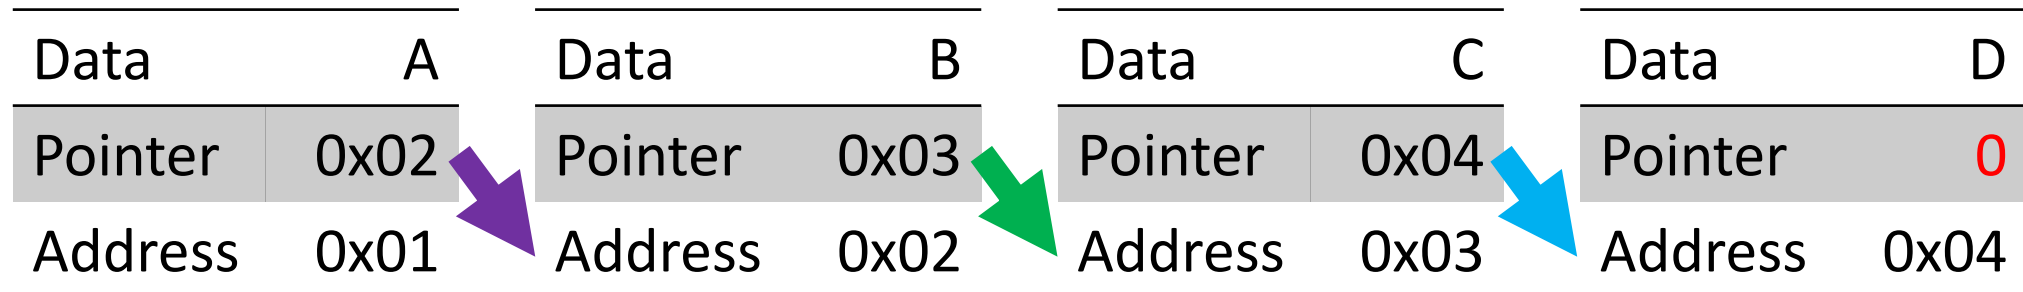 Data A
Pointer 0x02
Address 0x01
Data B
Pointer 0x03
Address 0x02
Data C
Pointer 0x04
Address 0x03
Data D
Pointer 0
Address 0x04